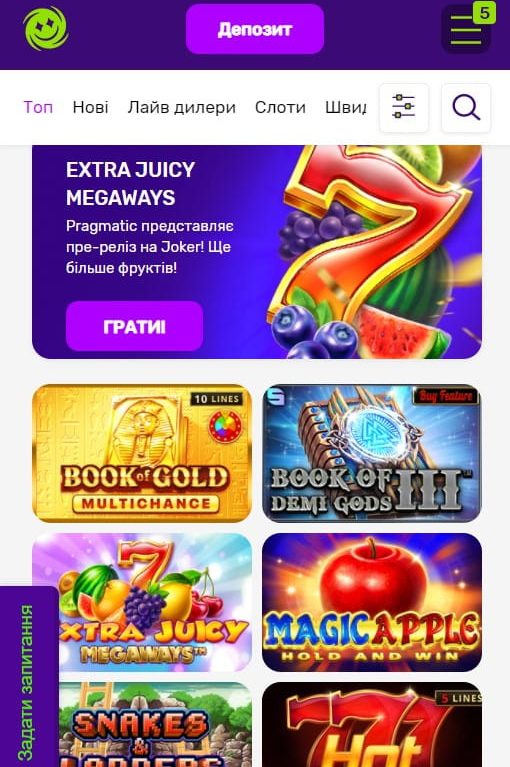 5
Депозит
Топ Нові Лайв дилери Слоти Швид
EXTRA JUICY
MEGAWAYS
Pragmatic представляє
пре-реліз на Joker! Ще
більше фруктів!
ГРАТИ!
10 LINES
BOOK of GOLD
MULTICHANCE
Buy Feature
BOOK OF
DEMI GODS III
EXTRA JUICY
MEGAWAYS™
MAGIC APPLE
HOLD AND WIN
Задати запитання
SNAKES
&
LADDERS
5 LINES
777
Hot